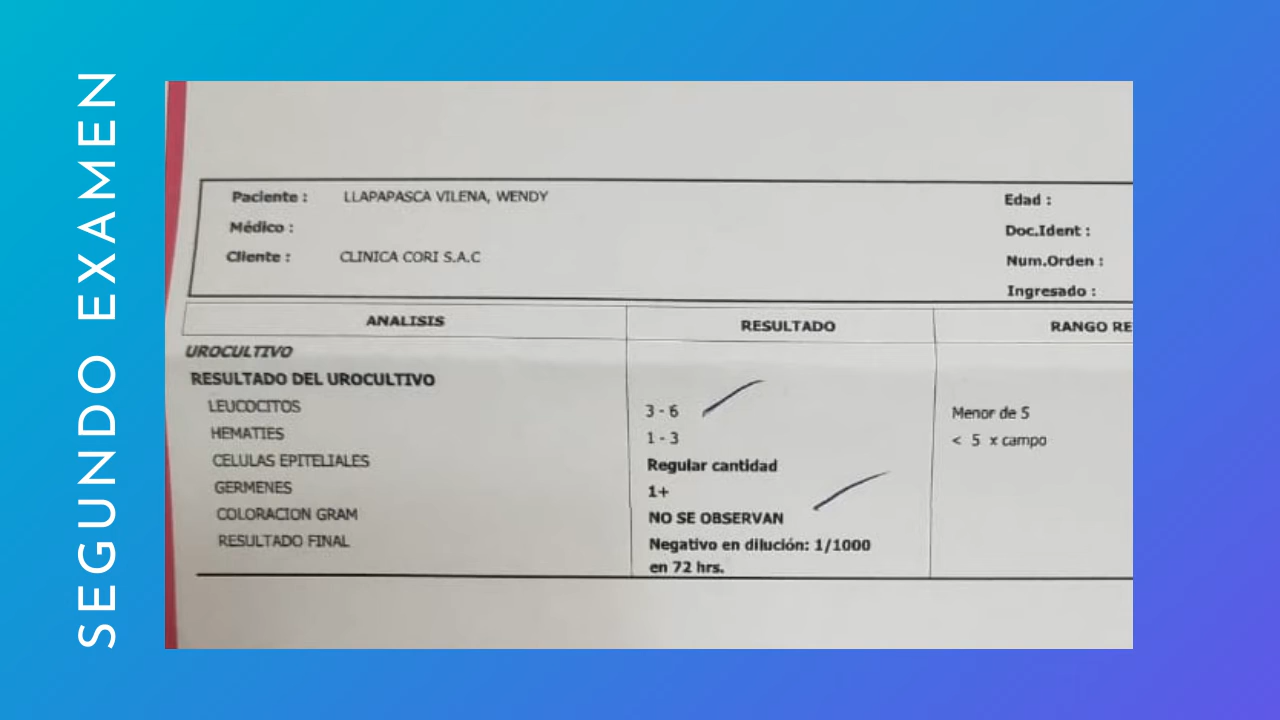 SEGUNDO EXAMEN
Paciente : LLAPAPASCA VILENA, WENDY Edad :
Médico : Doc.Ident :
Cliente : CLINICA CORI S.A.C Num.Orden :
Ingresado :
ANALISIS RESULTADO RANGO RE
UROCULTIVO
RESULTADO DEL UROCULTIVO
LEUCOCITOS 3 - 6 Menor de 5
HEMATIES 1 - 3 < 5 x campo
CELULAS EPITELIALES Regular cantidad
GERMENES 1+
COLORACION GRAM NO SE OBSERVAN
RESULTADO FINAL Negativo en dilución: 1/1000
en 72 hrs.